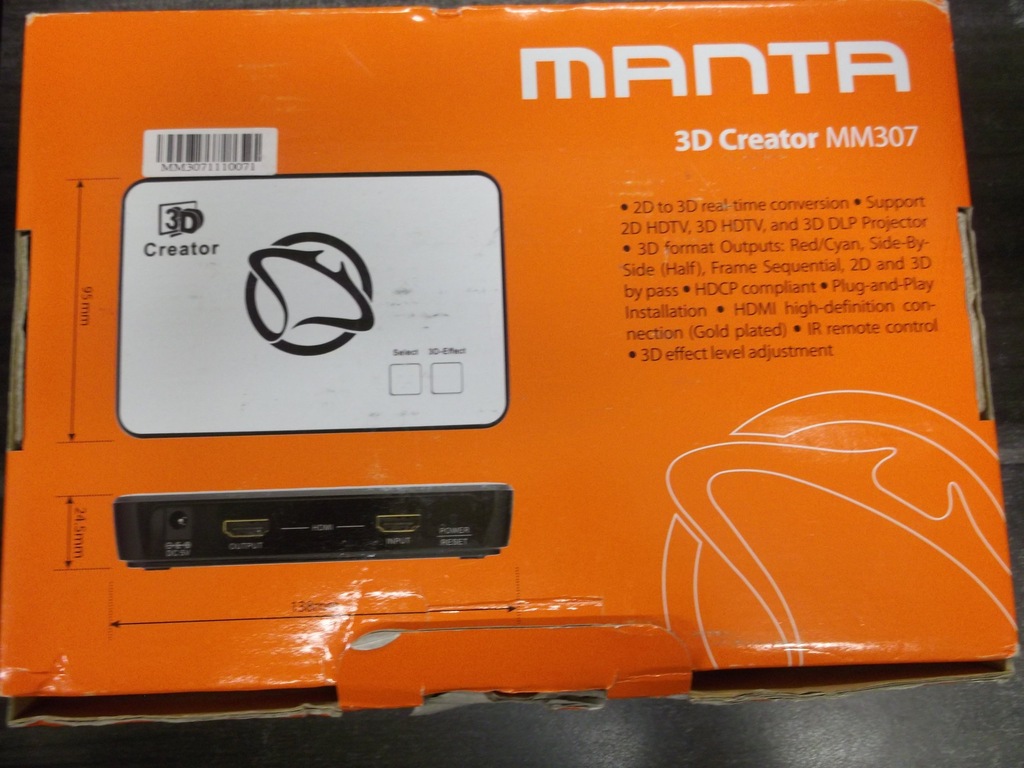 MANTA
3D Creator MM307
MM3071110071
3D
Creator
• 2D to 3D real-time conversion • Support
2D HDTV, 3D HDTV, and 3D DLP Projector
• 3D format Outputs: Red/Cyan, Side-By-
Side (Half), Frame Sequential, 2D and 3D
by pass • HDCP compliant • Plug-and-Play
Installation • HDMI high-definition con-
nection (Gold plated) • IR remote control
• 3D effect level adjustment
95mm
Select 3D-Effect
24.5mm
DC 5V
OUTPUT
HDMI
INPUT
POWER
RESET